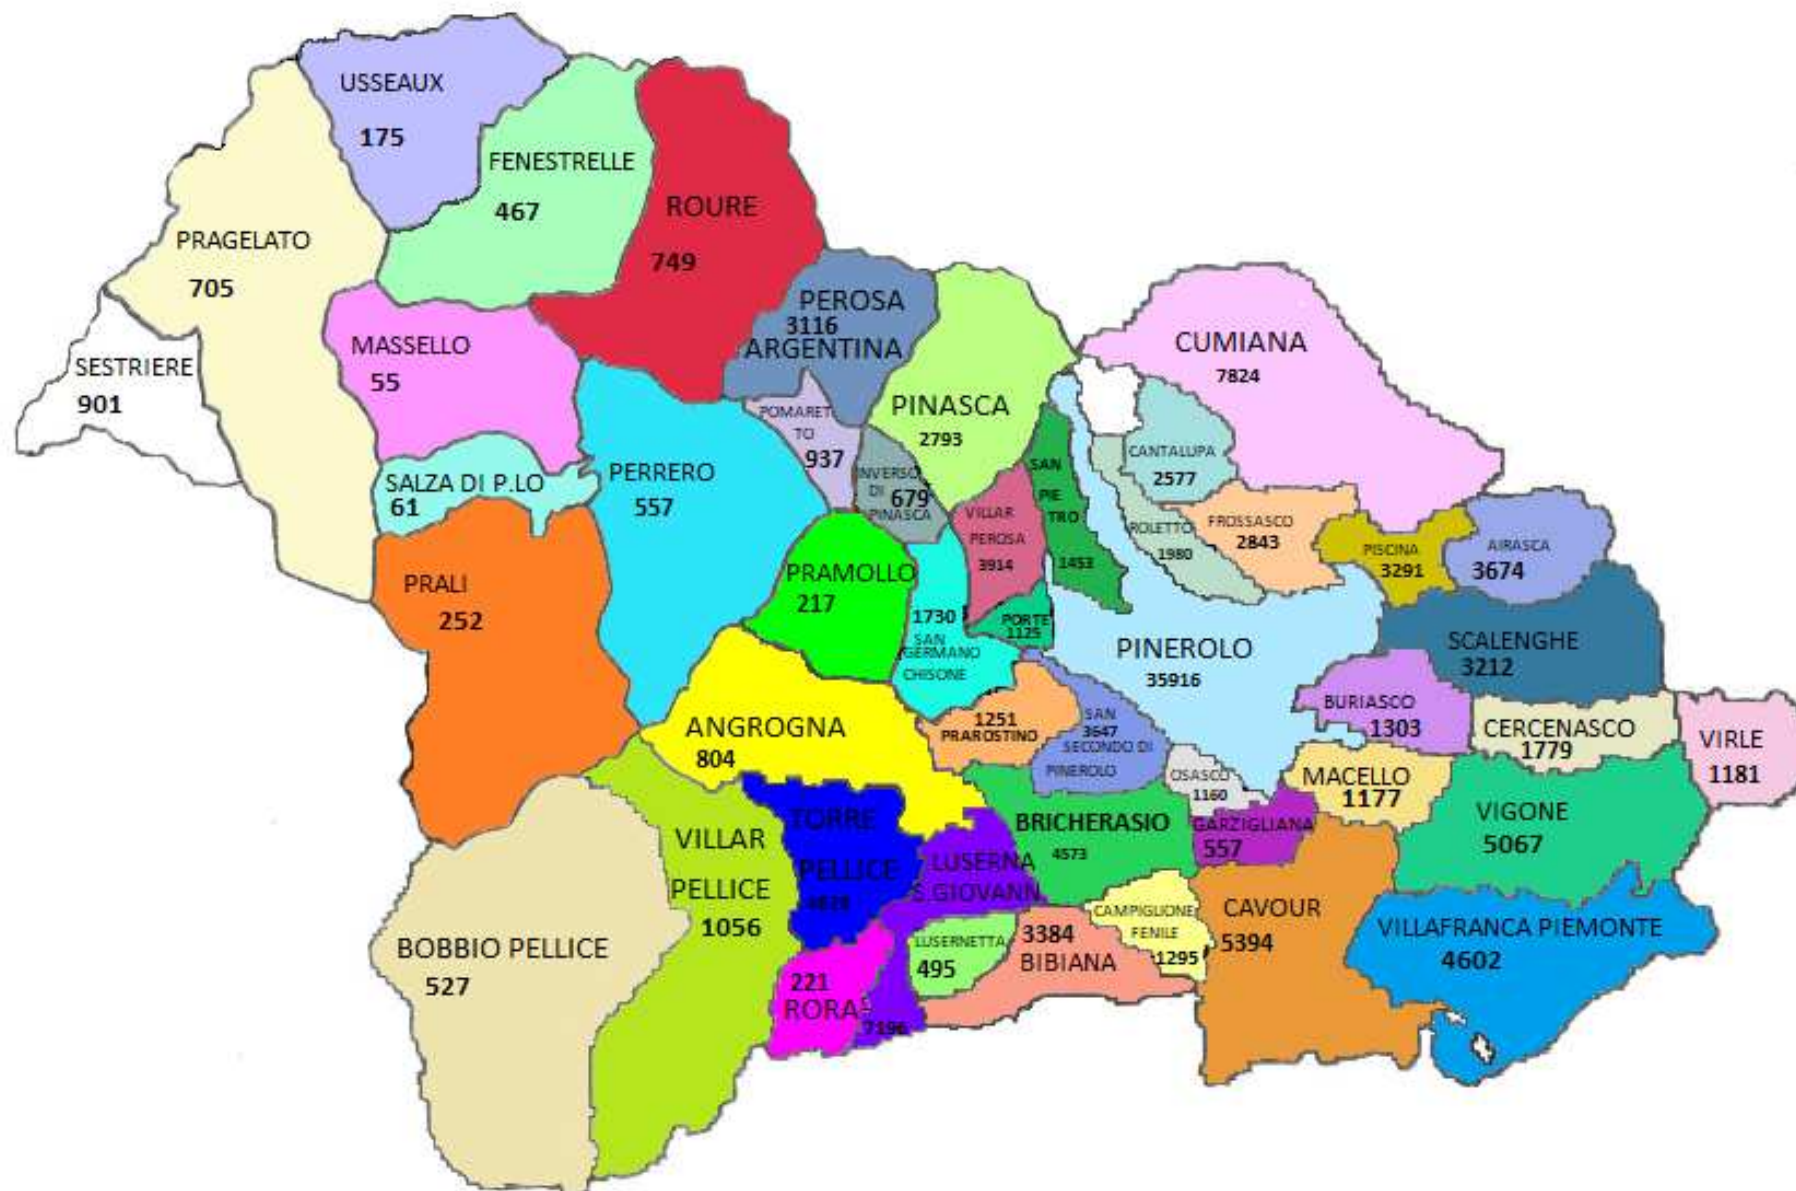 USSEAUX
175
FENESTRELLE
467
ROURE
749
PRAGELATO
705
SESTRIERE
901
MASSELLO
55
PEROSA
3116
ARGENTINA
CUMIANA
7824
PINASCA
2793
POMARET
TO
937
SALZA DI P.LO
61
PERRERO
557
INVERSO
DI 679
PINASCA
VILLAR
PEROSA
3914
SAN
PIE
TRO
1453
CANTALUPA
2577
ROLETTO
1980
FROSSASCO
2843
PISCINA
3291
AIRASCA
3674
PRALI
252
PRAMOLLO
217
1730
SAN
GERMANO
CHISONE
PORTE
1125
PINEROLO
35916
SCALENGHE
3212
BURIASCO
1303
CERCENASCO
1779
VIRLE
1181
ANGROGNA
804
1251
PRAROSTINO
SAN
3647
SECONDO DI
PINEROLO
OSASCO
1160
MACELLO
1177
VIGONE
5067
BRICHERASIO
4573
GARZIGLIANA
557
VILLAR
PELLICE
1056
TORRE
PELLICE
LUSERNA
S.GIOVANN
7196
CAMPIGLIONE
FENILE
1295
CAVOUR
5394
VILLAFRANCA PIEMONTE
4602
BOBBIO PELLICE
527
221
RORA'
LUSERNETTA
495
3384
BIBIANA